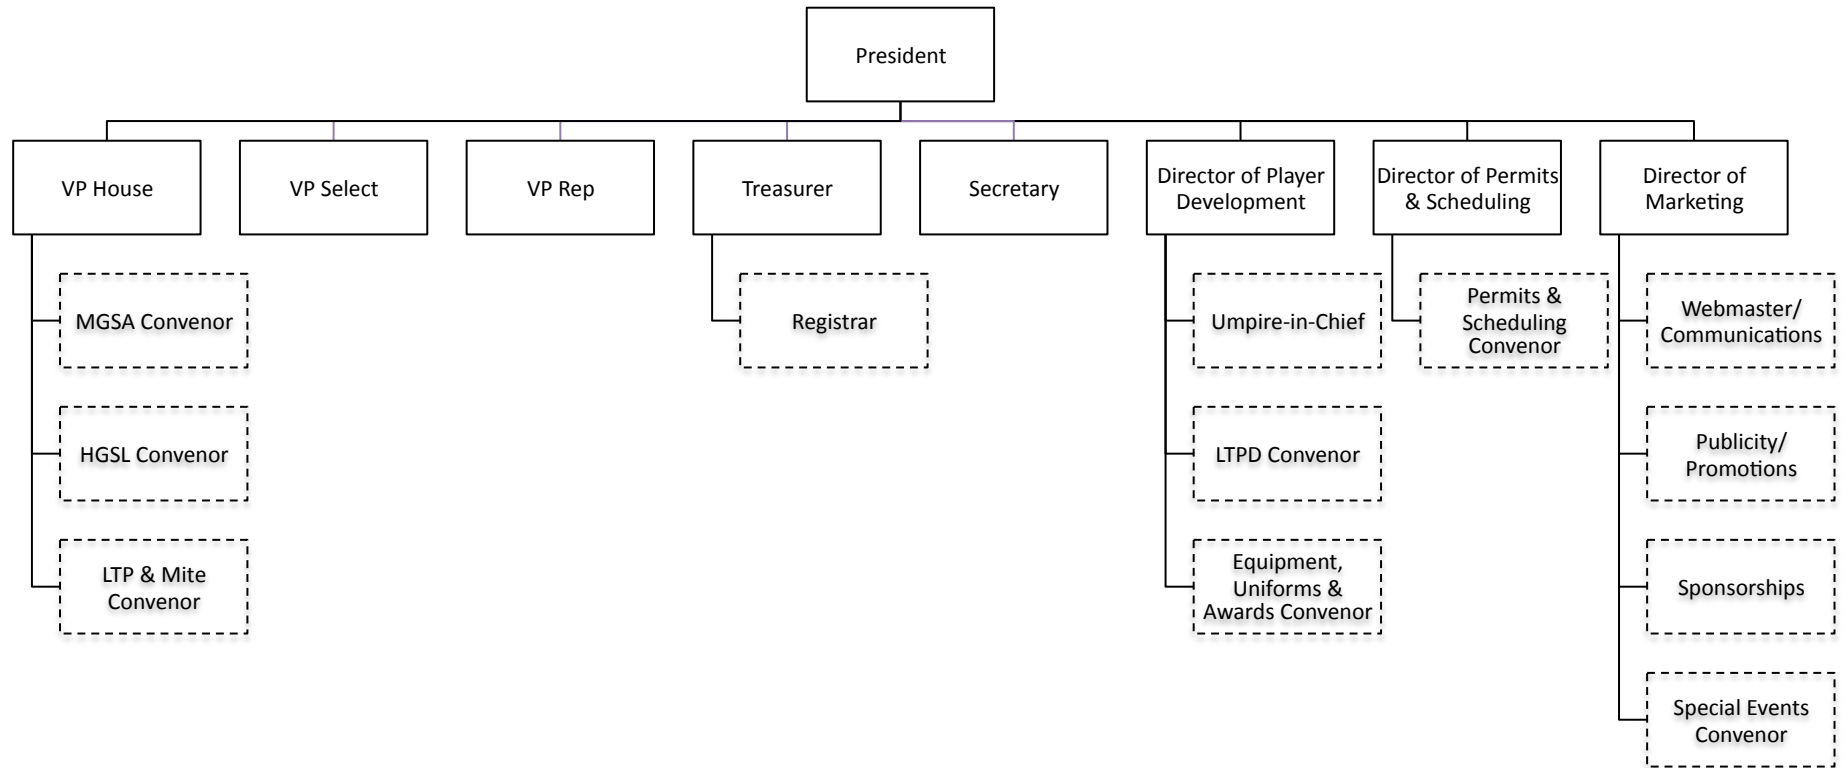 President
VP House
VP Select
VP Rep
Treasurer
Secretary
Director of Player
Development
Director of Permits
& Scheduling
Director of
Marketing
MGSA Convenor
HGSL Convenor
LTP & Mite
Convenor
Registrar
Umpire-in-Chief
LTPD Convenor
Equipment,
Uniforms &
Awards Convenor
Permits &
Scheduling
Convenor
Webmaster/
Communications
Publicity/
Promotions
Sponsorships
Special Events
Convenor